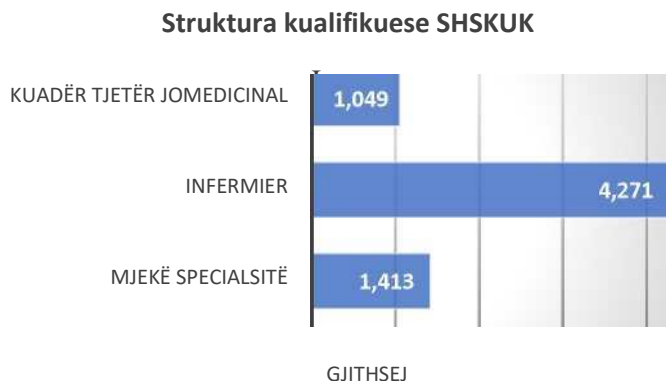 Struktura kualifikuese SHSKUK
KUADËR TJETËR JOMEDICINAL
1,049
INFERMIER
4,271
MJEKË SPECIALSITË
1,413
GJITHSEJ